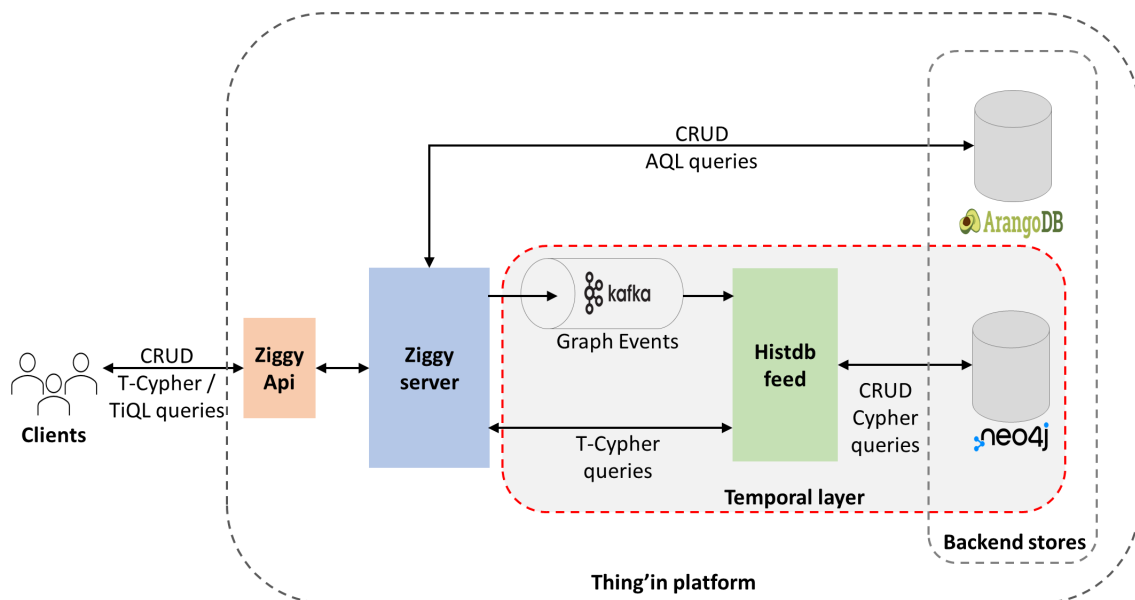 CRUD
AQL queries
ArangoDB
kafka
Graph Events
Ziggy
Api
Ziggy
server
Histdb
feed
CRUD
T-Cypher /
TiQL queries
Clients
CRUD
Cypher
queries
neo4j
T-Cypher
queries
Temporal layer
Backend stores
Thing'in platform